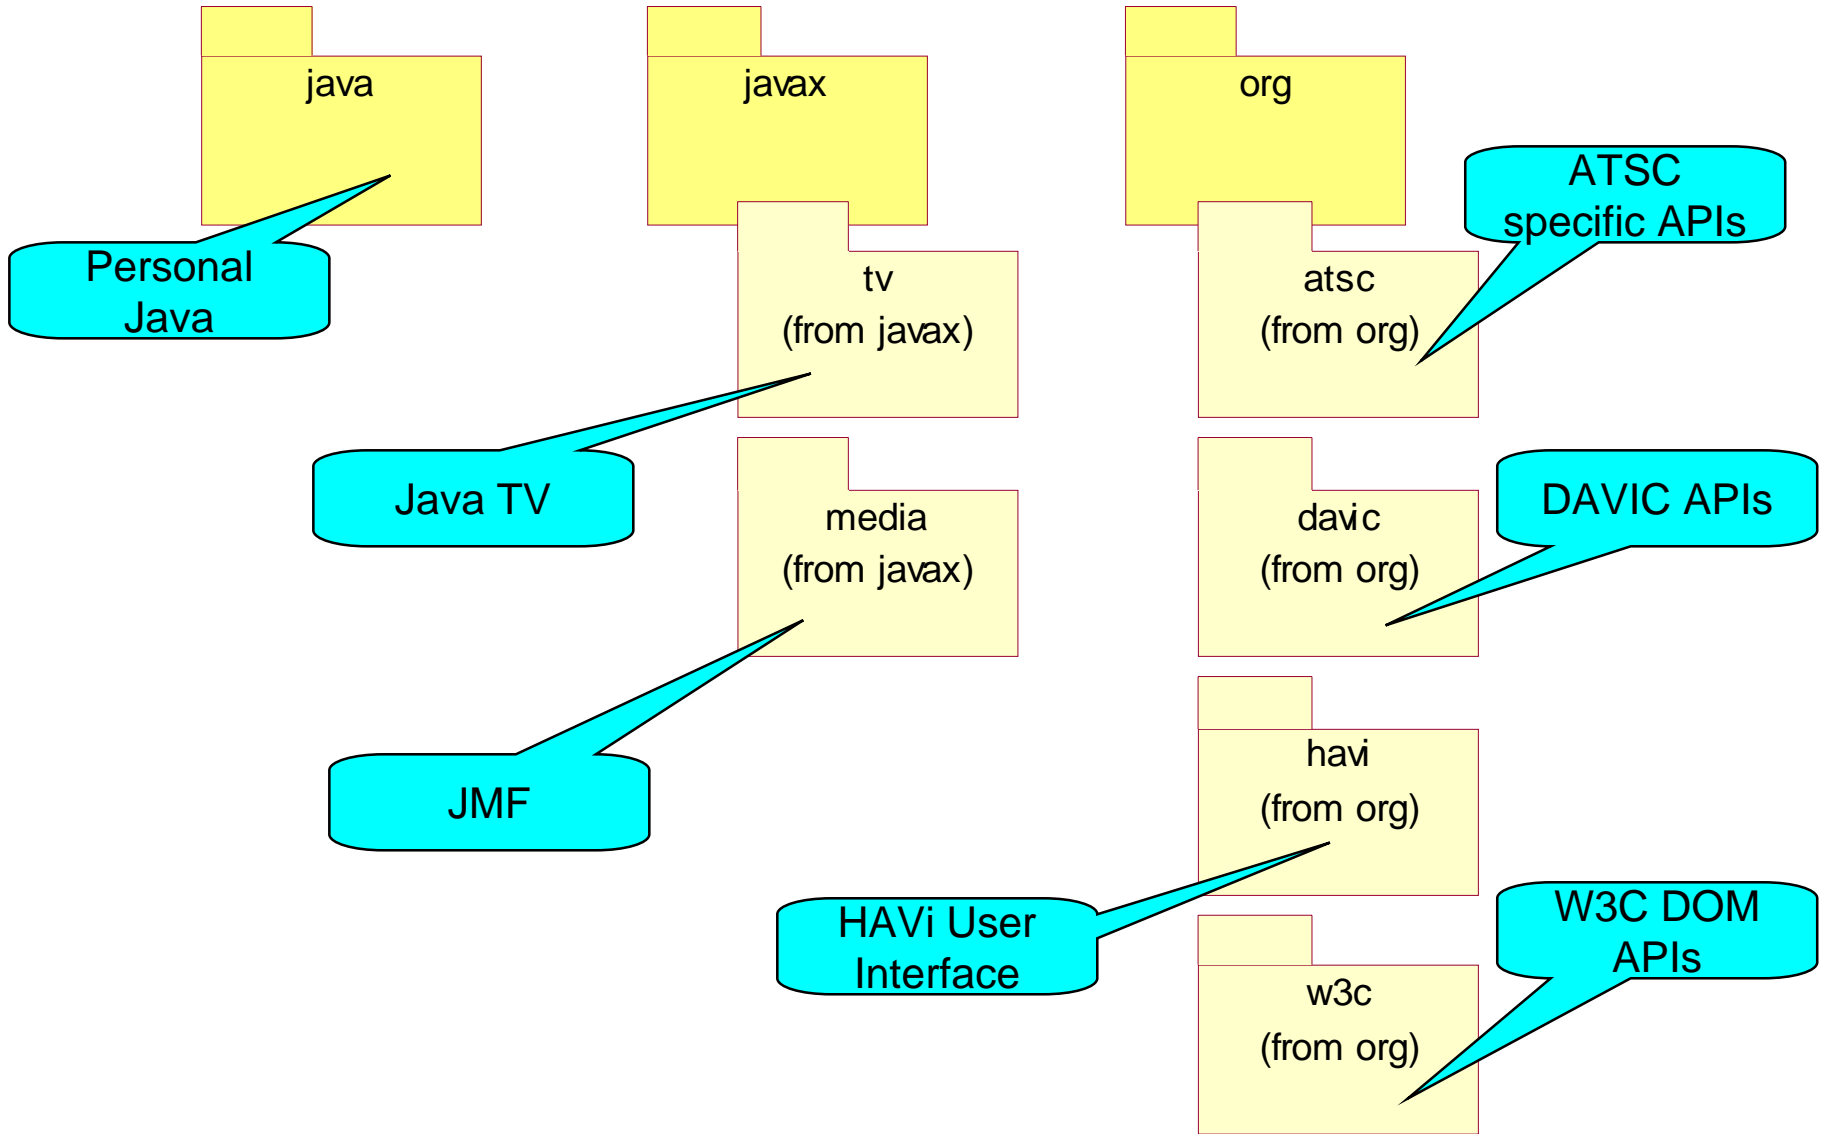 java
javax
org
ATSC
specific APIs
Personal
Java
tv
(from javax)
atsc
(from org)
Java TV
media
(from javax)
davic
(from org)
DAVIC APIs
JMF
havi
(from org)
HAVi User
Interface
W3C DOM
APIs
w3c
(from org)